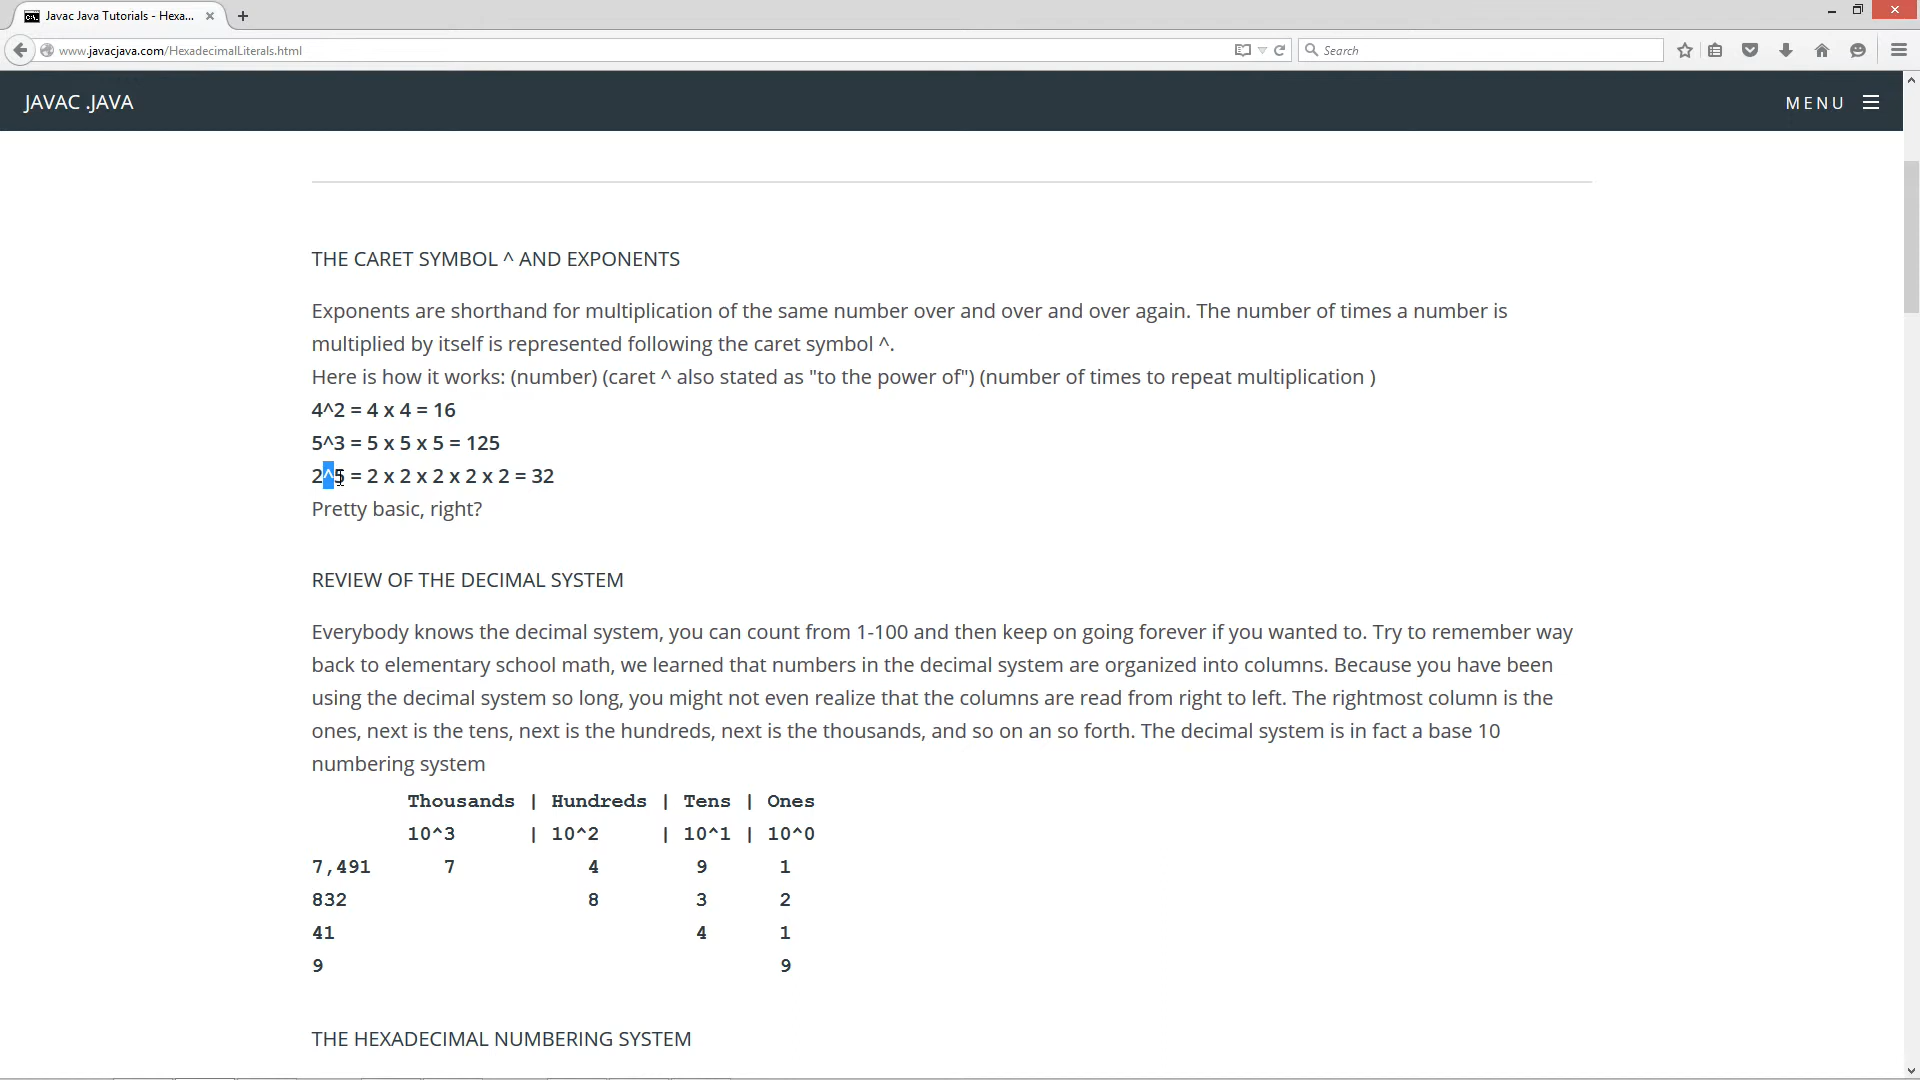 Javac Java Tutorials - Hexa...
www.javacjava.com/HexadecimalLiterals.html
Search
JAVAC .JAVA
MENU
THE CARET SYMBOL ^ AND EXPONENTS
Exponents are shorthand for multiplication of the same number over and over and over again. The number of times a number is
multiplied by itself is represented following the caret symbol ^.
Here is how it works: (number) (caret ^ also stated as "to the power of") (number of times to repeat multiplication )
4^2 = 4 x 4 = 16
5^3 = 5 x 5 x 5 = 125
2^5 = 2 x 2 x 2 x 2 x 2 = 32
Pretty basic, right?
REVIEW OF THE DECIMAL SYSTEM
Everybody knows the decimal system, you can count from 1-100 and then keep on going forever if you wanted to. Try to remember way
back to elementary school math, we learned that numbers in the decimal system are organized into columns. Because you have been
using the decimal system so long, you might not even realize that the columns are read from right to left. The rightmost column is the
ones, next is the tens, next is the hundreds, next is the thousands, and so on an so forth. The decimal system is in fact a base 10
numbering system
Thousands | Hundreds | Tens | Ones
10^3 | 10^2 | 10^1 | 10^0
7,491 7 4 9 1
832 8 3 2
41 4 1
9 9
THE HEXADECIMAL NUMBERING SYSTEM